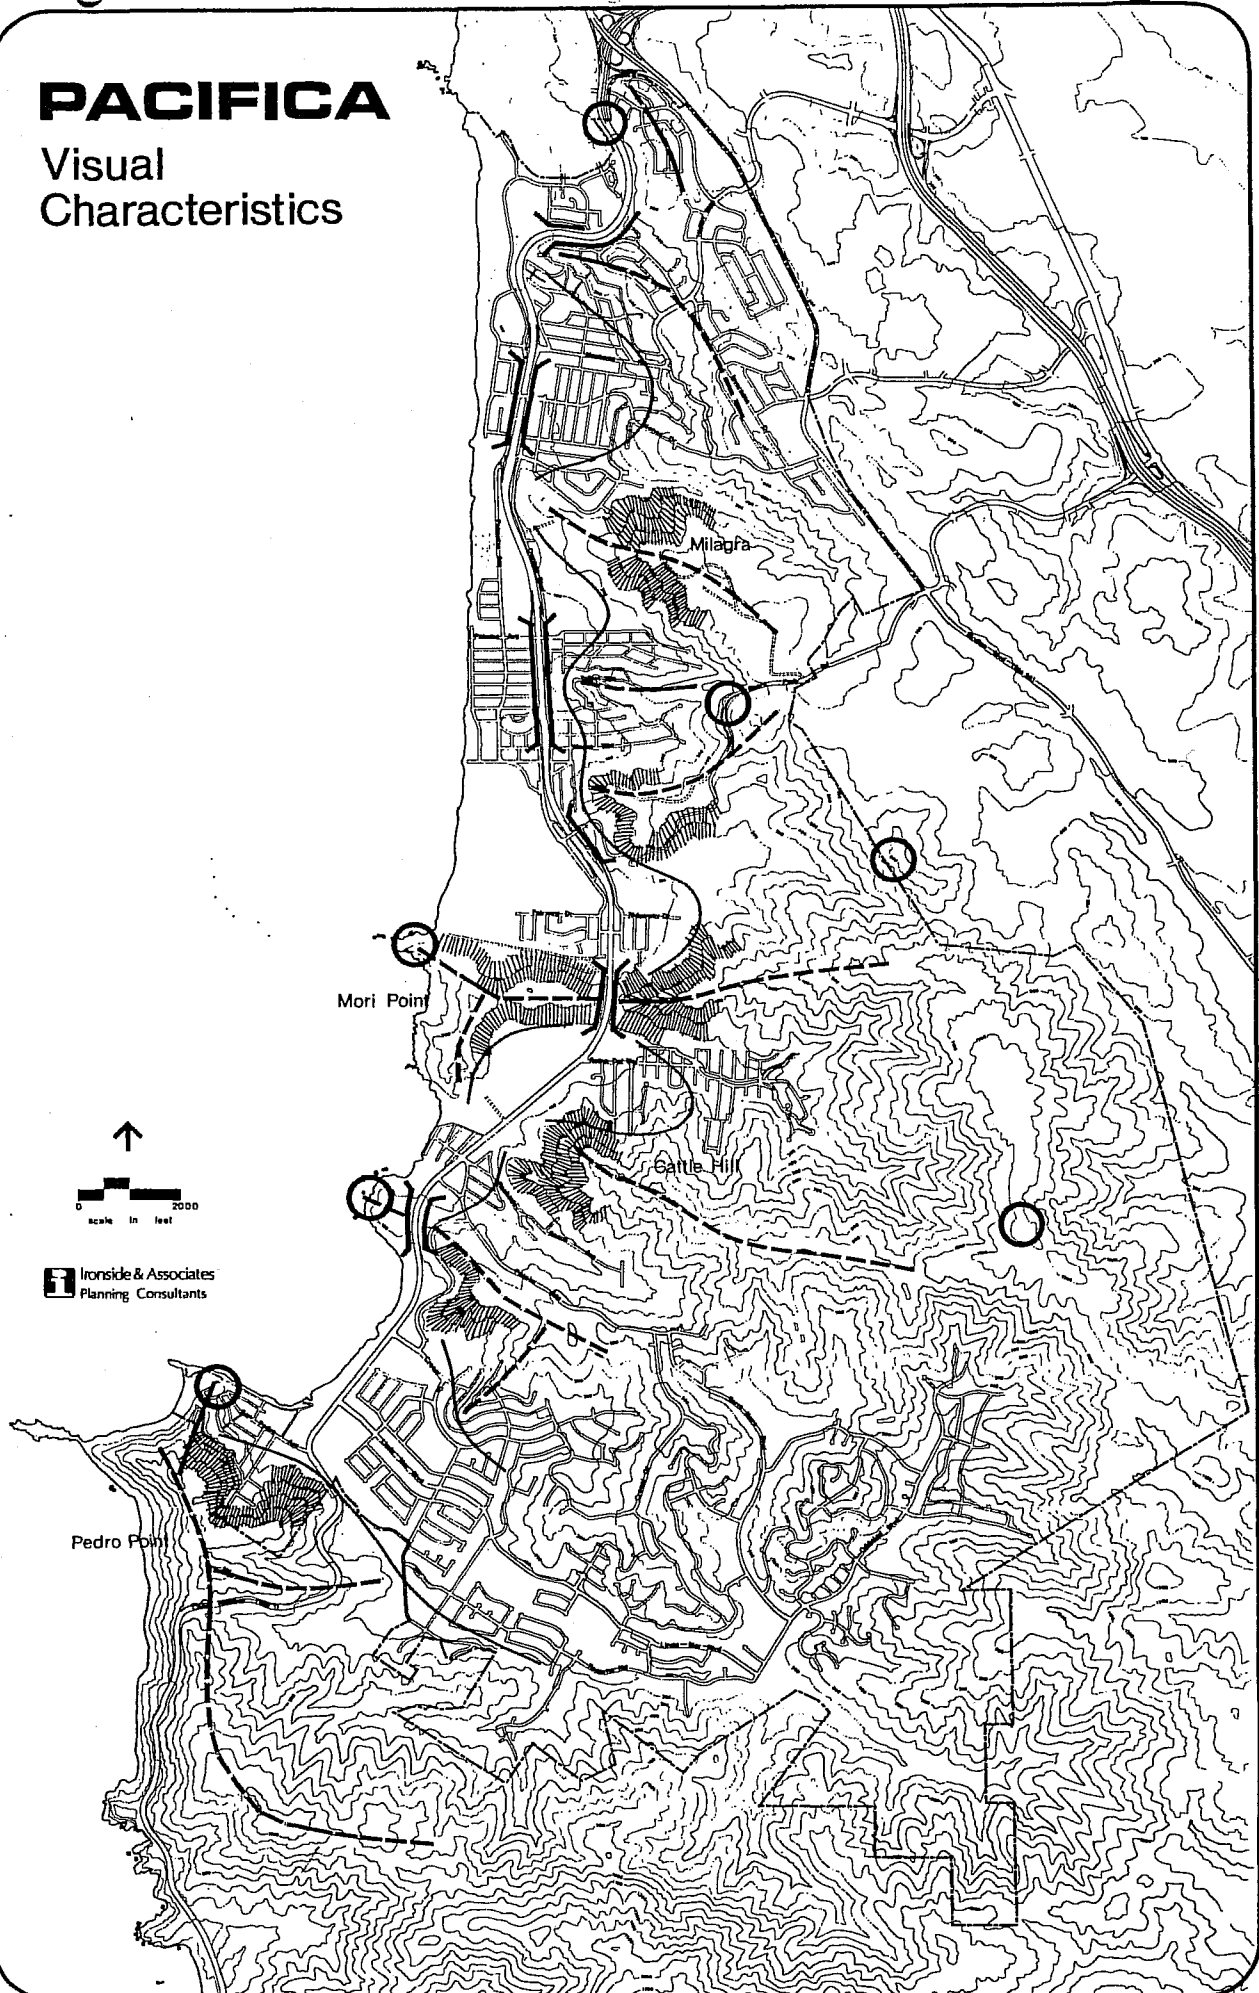 PACIFICA
Visual
Characteristics
Milagra
Mori Point
Cattle Hill
0
2000
scale in feet
Ironside & Associates
Planning Consultants
Pedro Point